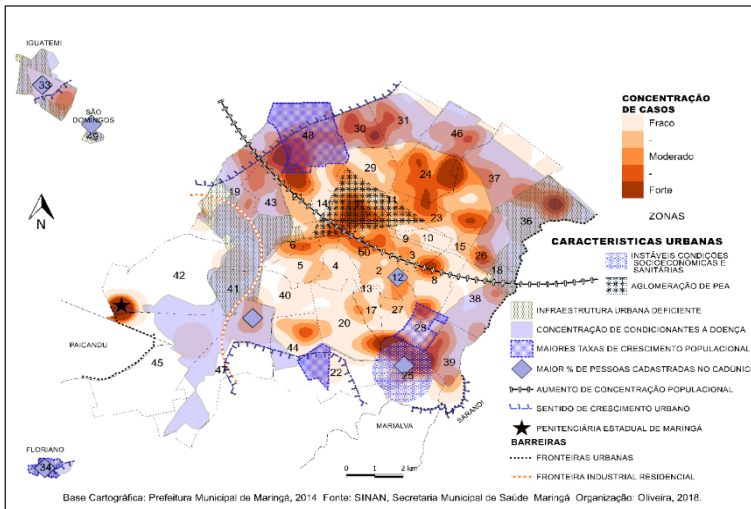 IGUATEMI
33
SÃO
DOMINGOS
49
N
CONCENTRAÇÃO
DE CASOS
Fraco
-
Moderado
-
Forte
ZONAS
CARACTERISTICAS URBANAS
INSTÁVEIS CONDIÇÕES
SOCIOECONOMICAS E
SANITÁRIAS
AGLOMERAÇÃO DE PEA
INFRAESTRUTURA URBANA DEFICIENTE
CONCENTRAÇÃO DE CONDICIONANTES À DOENÇA
MAIORES TAXAS DE CRESCIMENTO POPULACIONAL
MAIOR % DE PESSOAS CADASTRADAS NO CADÚNICO
AUMENTO DE CONCENTRAÇÃO POPULACIONAL
SENTIDO DE CRESCIMENTO URBANO
PENITENCIÁRIA ESTADUAL DE MARINGÁ
BARREIRAS
FRONTEIRAS URBANAS
FRONTEIRA INDUSTRIAL RESIDENCIAL
48
30
31
46
29
24
37
19
43
21
14
11
23
36
6
50
9
10
15
3
26
18
42
41
5
4
2
12
8
40
13
38
17
27
20
28
44
45
47
22
25
39
PAIÇANDU
MARIALVA
SARANDI
FLORIANO
34
0 1 2 km
Base Cartográfica: Prefeitura Municipal de Maringá, 2014 Fonte: SINAN, Secretaria Municipal de Saúde Maringá Organização: Oliveira, 2018.